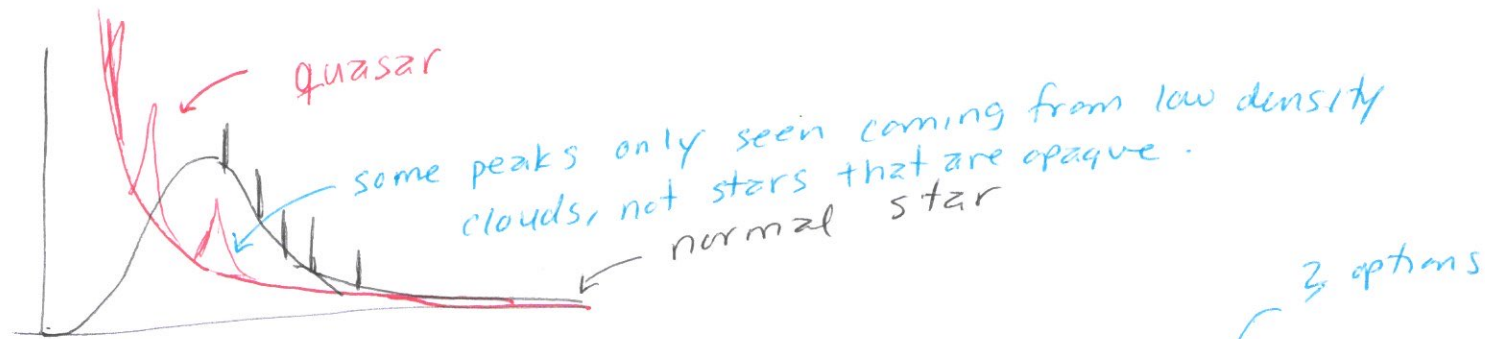 quasar
some peaks only seen coming from low density
clouds, not stars that are opaque.
normal star
2 options